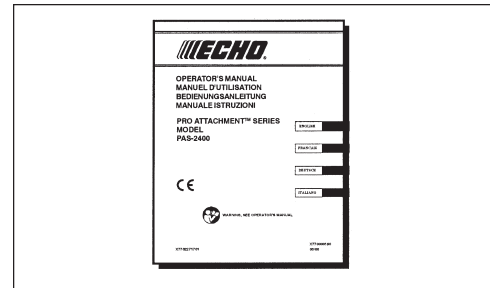 ECHO.
OPERATOR'S MANUAL
MANUEL D'UTILISATION
BEDIENUNGSANLEITUNG
MANUALE ISTRUZIONI
PRO ATTACHMENT™ SERIES
MODEL
PAS-2400
ENGLISH
FRANCAIS
DEUTSCH
ITALIANO
CE
WARNING, SEE OPERATOR'S MANUAL